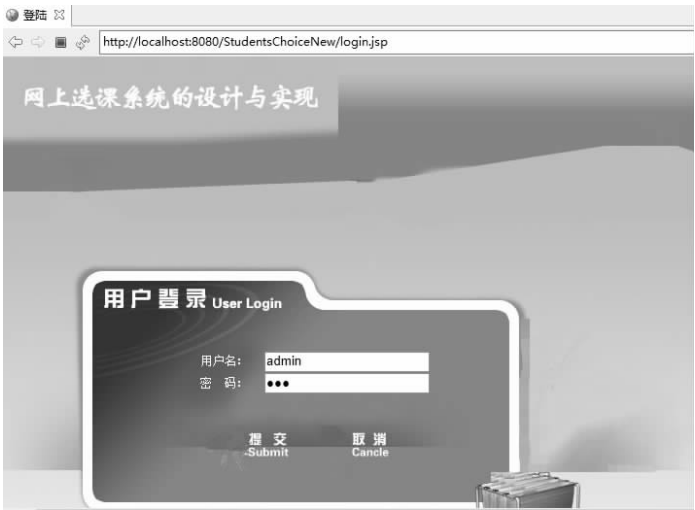 登陆
http://localhost:8080/StudentsChoiceNew/login.jsp
网上选课系统的设计与实现
用户登录 User Login
用户名: admin
密 码: ●●●
提 交 取 消
Submit Cancle